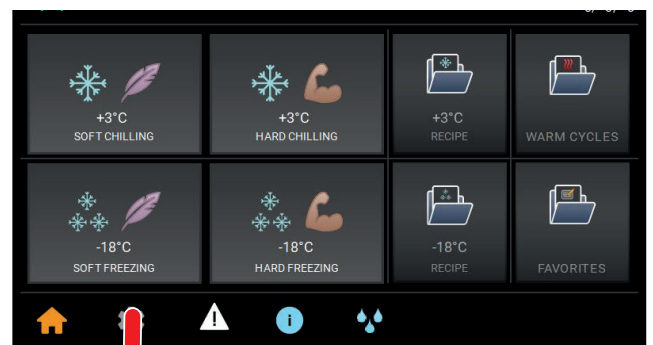 +3°C
SOFT CHILLING
+3°C
HARD CHILLING
+3°C
RECIPE
WARM CYCLES
-18°C
SOFT FREEZING
-18°C
HARD FREEZING
-18°C
RECIPE
FAVORITES